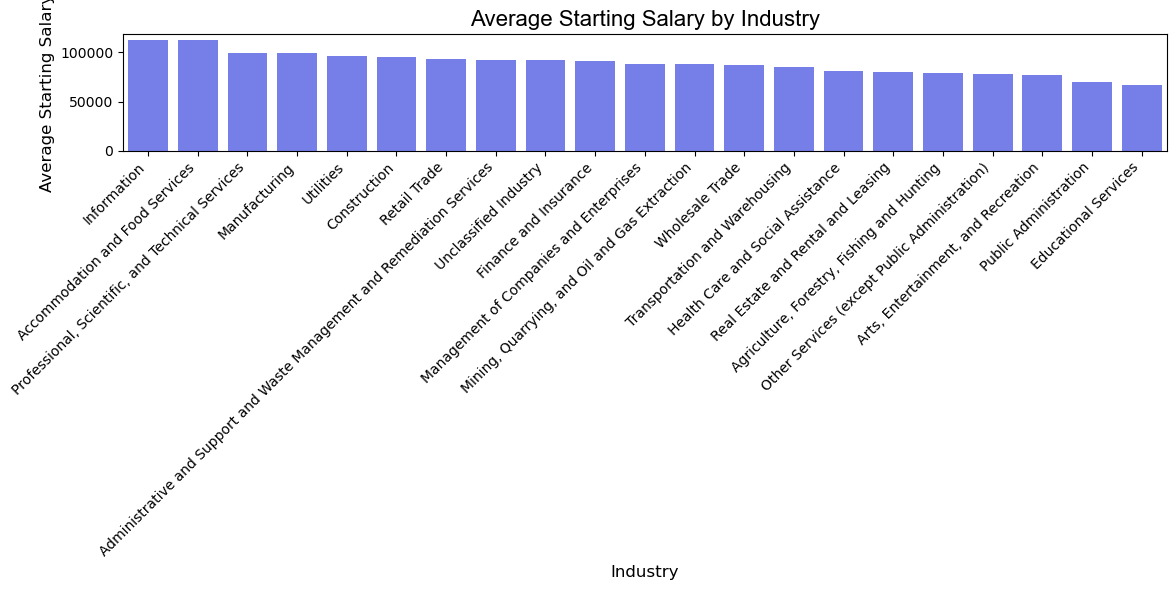 Average Starting Salary by Industry
Average Starting Salary
100000
50000
0
Information
Accommodation and Food Services
Professional, Scientific, and Technical Services
Manufacturing
Utilities
Construction
Retail Trade
Administrative and Support and Waste Management and Remediation Services
Unclassified Industry
Finance and Insurance
Management of Companies and Enterprises
Mining, Quarrying, and Oil and Gas Extraction
Wholesale Trade
Transportation and Warehousing
Health Care and Social Assistance
Real Estate and Rental and Leasing
Agriculture, Forestry, Fishing and Hunting
Other Services (except Public Administration)
Arts, Entertainment, and Recreation
Public Administration
Educational Services
Industry